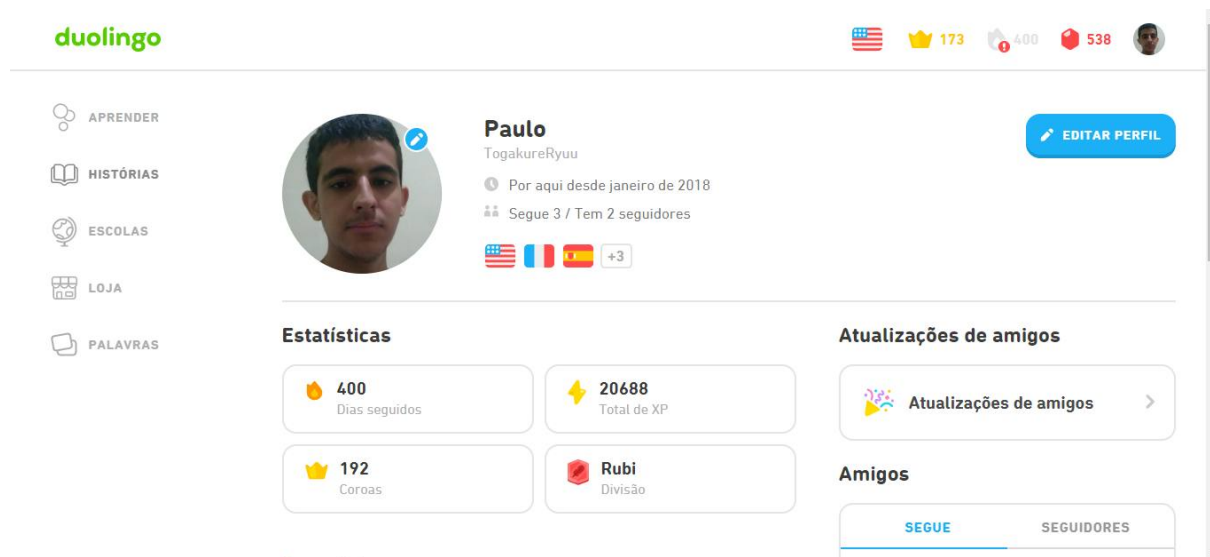 duolingo
173
400
538
APRENDER
HISTÓRIAS
ESCOLAS
LOJA
PALAVRAS
Paulo
TogakureRyuu
Por aqui desde janeiro de 2018
Segue 3 / Tem 2 seguidores
+3
EDITAR PERFIL
Estatísticas
400
Dias seguidos
20688
Total de XP
192
Coroas
Rubi
Divisão
Atualizações de amigos
Atualizações de amigos
Amigos
SEGUE
SEGUIDORES